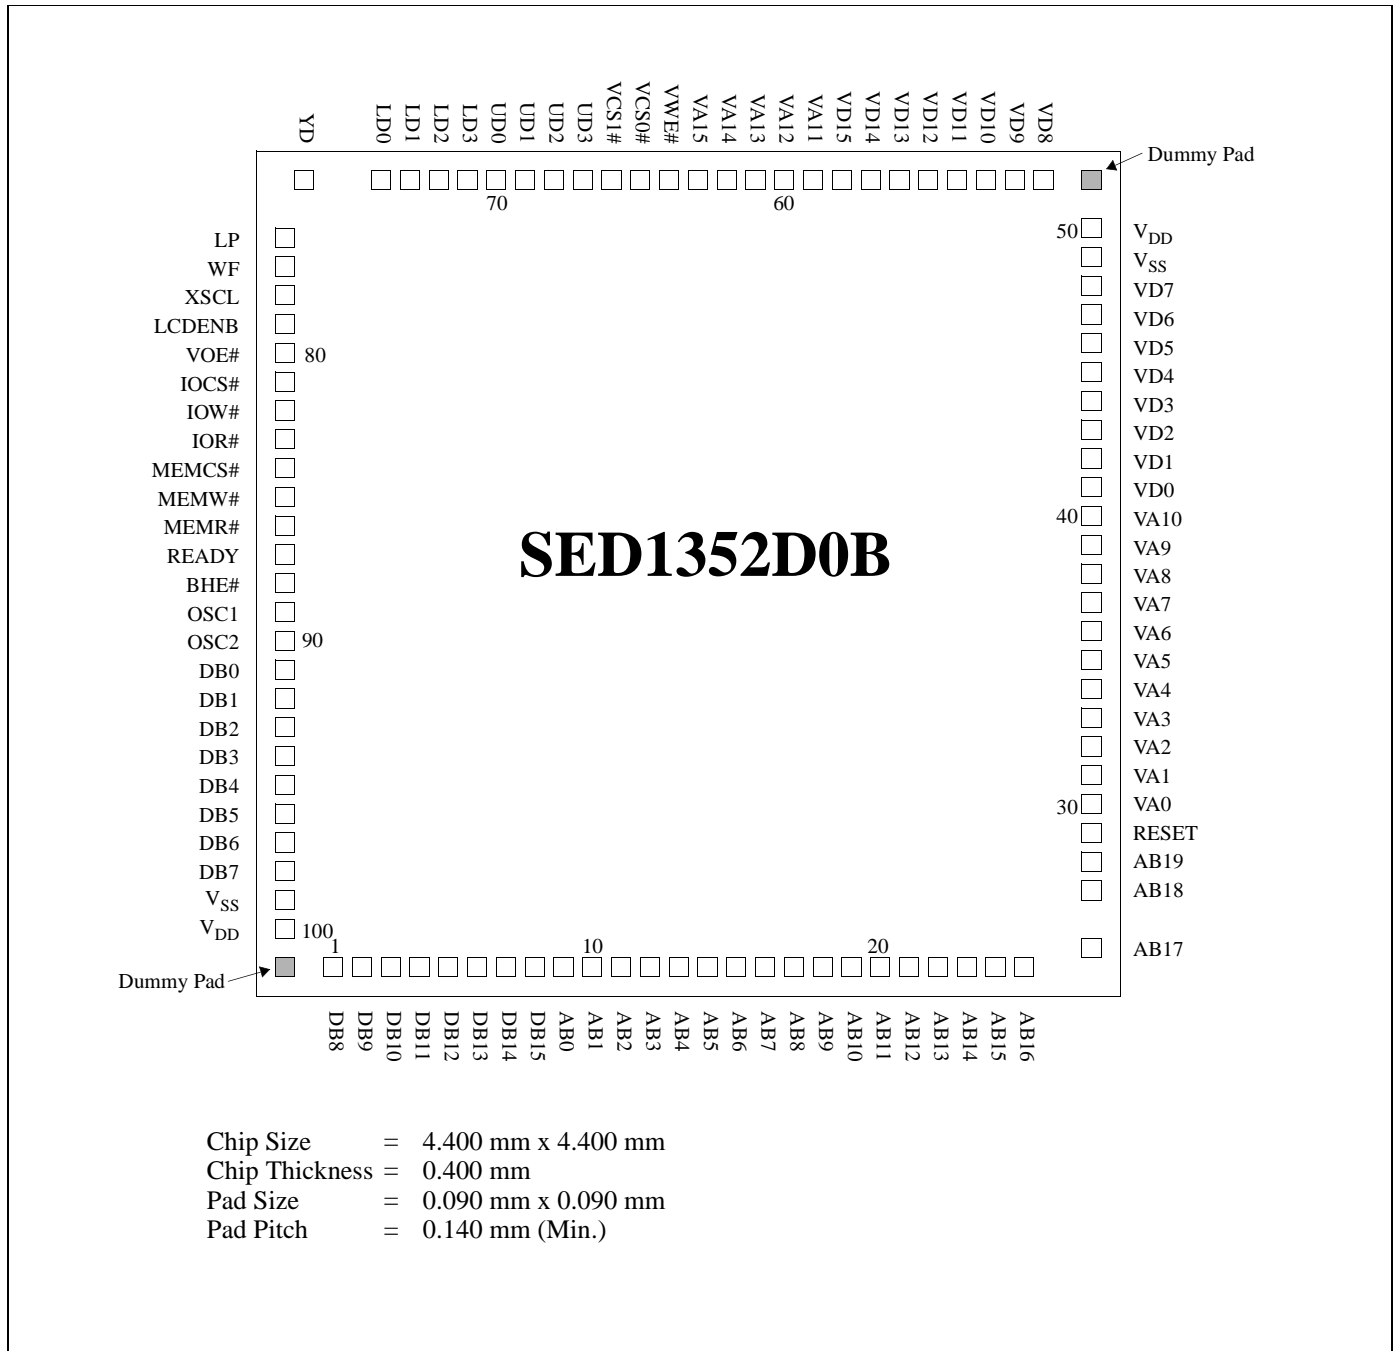 YD LD0 LD1 LD2 LD3 UD0 UD1 UD2 UD3 VCS1# VCS0# VWE# VA15 VA14 VA13 VA12 VA11 VD15 VD14 VD13 VD12 VD11 VD10 VD9 VD8
Dummy Pad
70 60
LP
WF
XSCL
LCDENB
VOE# 80
IOCS#
IOW#
IOR#
MEMCS#
MEMW#
MEMR#
READY
BHE#
OSC1
OSC2 90
DB0
DB1
DB2
DB3
DB4
DB5
DB6
DB7
VSS
VDD 100
Dummy Pad
SED1352D0B
50 VDD
VSS
VD7
VD6
VD5
VD4
VD3
VD2
VD1
VD0
40 VA10
VA9
VA8
VA7
VA6
VA5
VA4
VA3
VA2
VA1
30 VA0
RESET
AB19
AB18
AB17
1 10 20
DB8 DB9 DB10 DB11 DB12 DB13 DB14 DB15 AB0 AB1 AB2 AB3 AB4 AB5 AB6 AB7 AB8 AB9 AB10 AB11 AB12 AB13 AB14 AB15 AB16
Chip Size = 4.400 mm x 4.400 mm
Chip Thickness = 0.400 mm
Pad Size = 0.090 mm x 0.090 mm
Pad Pitch = 0.140 mm (Min.)